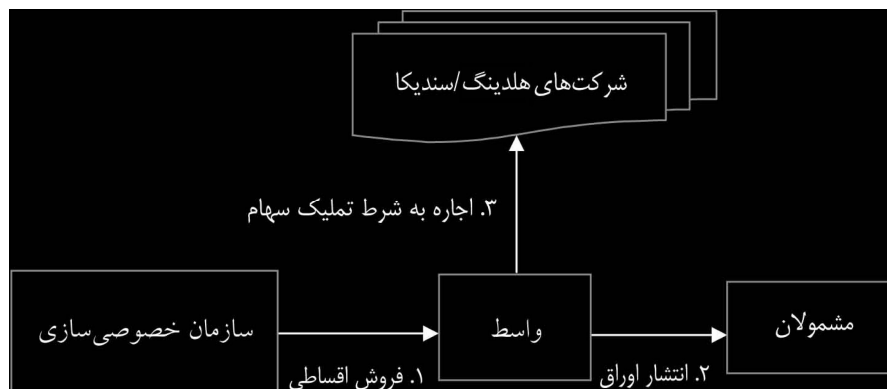 شرکت‌های هلدینگ/سندیکا
۳. اجاره به شرط تملیک سهام
سازمان خصوصی‌سازی
واسط
مشمولان
۱. فروش اقساطی
۲. انتشار اوراق